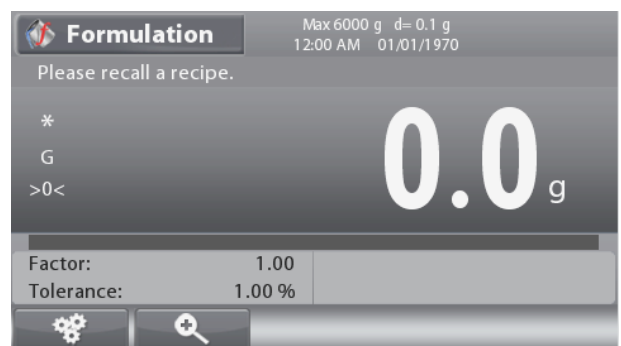 Formulation
Max 6000 g d= 0.1 g
12:00 AM 01/01/1970
Please recall a recipe.
*
G
>0<
0.0 g
Factor: 1.00
Tolerance: 1.00 %